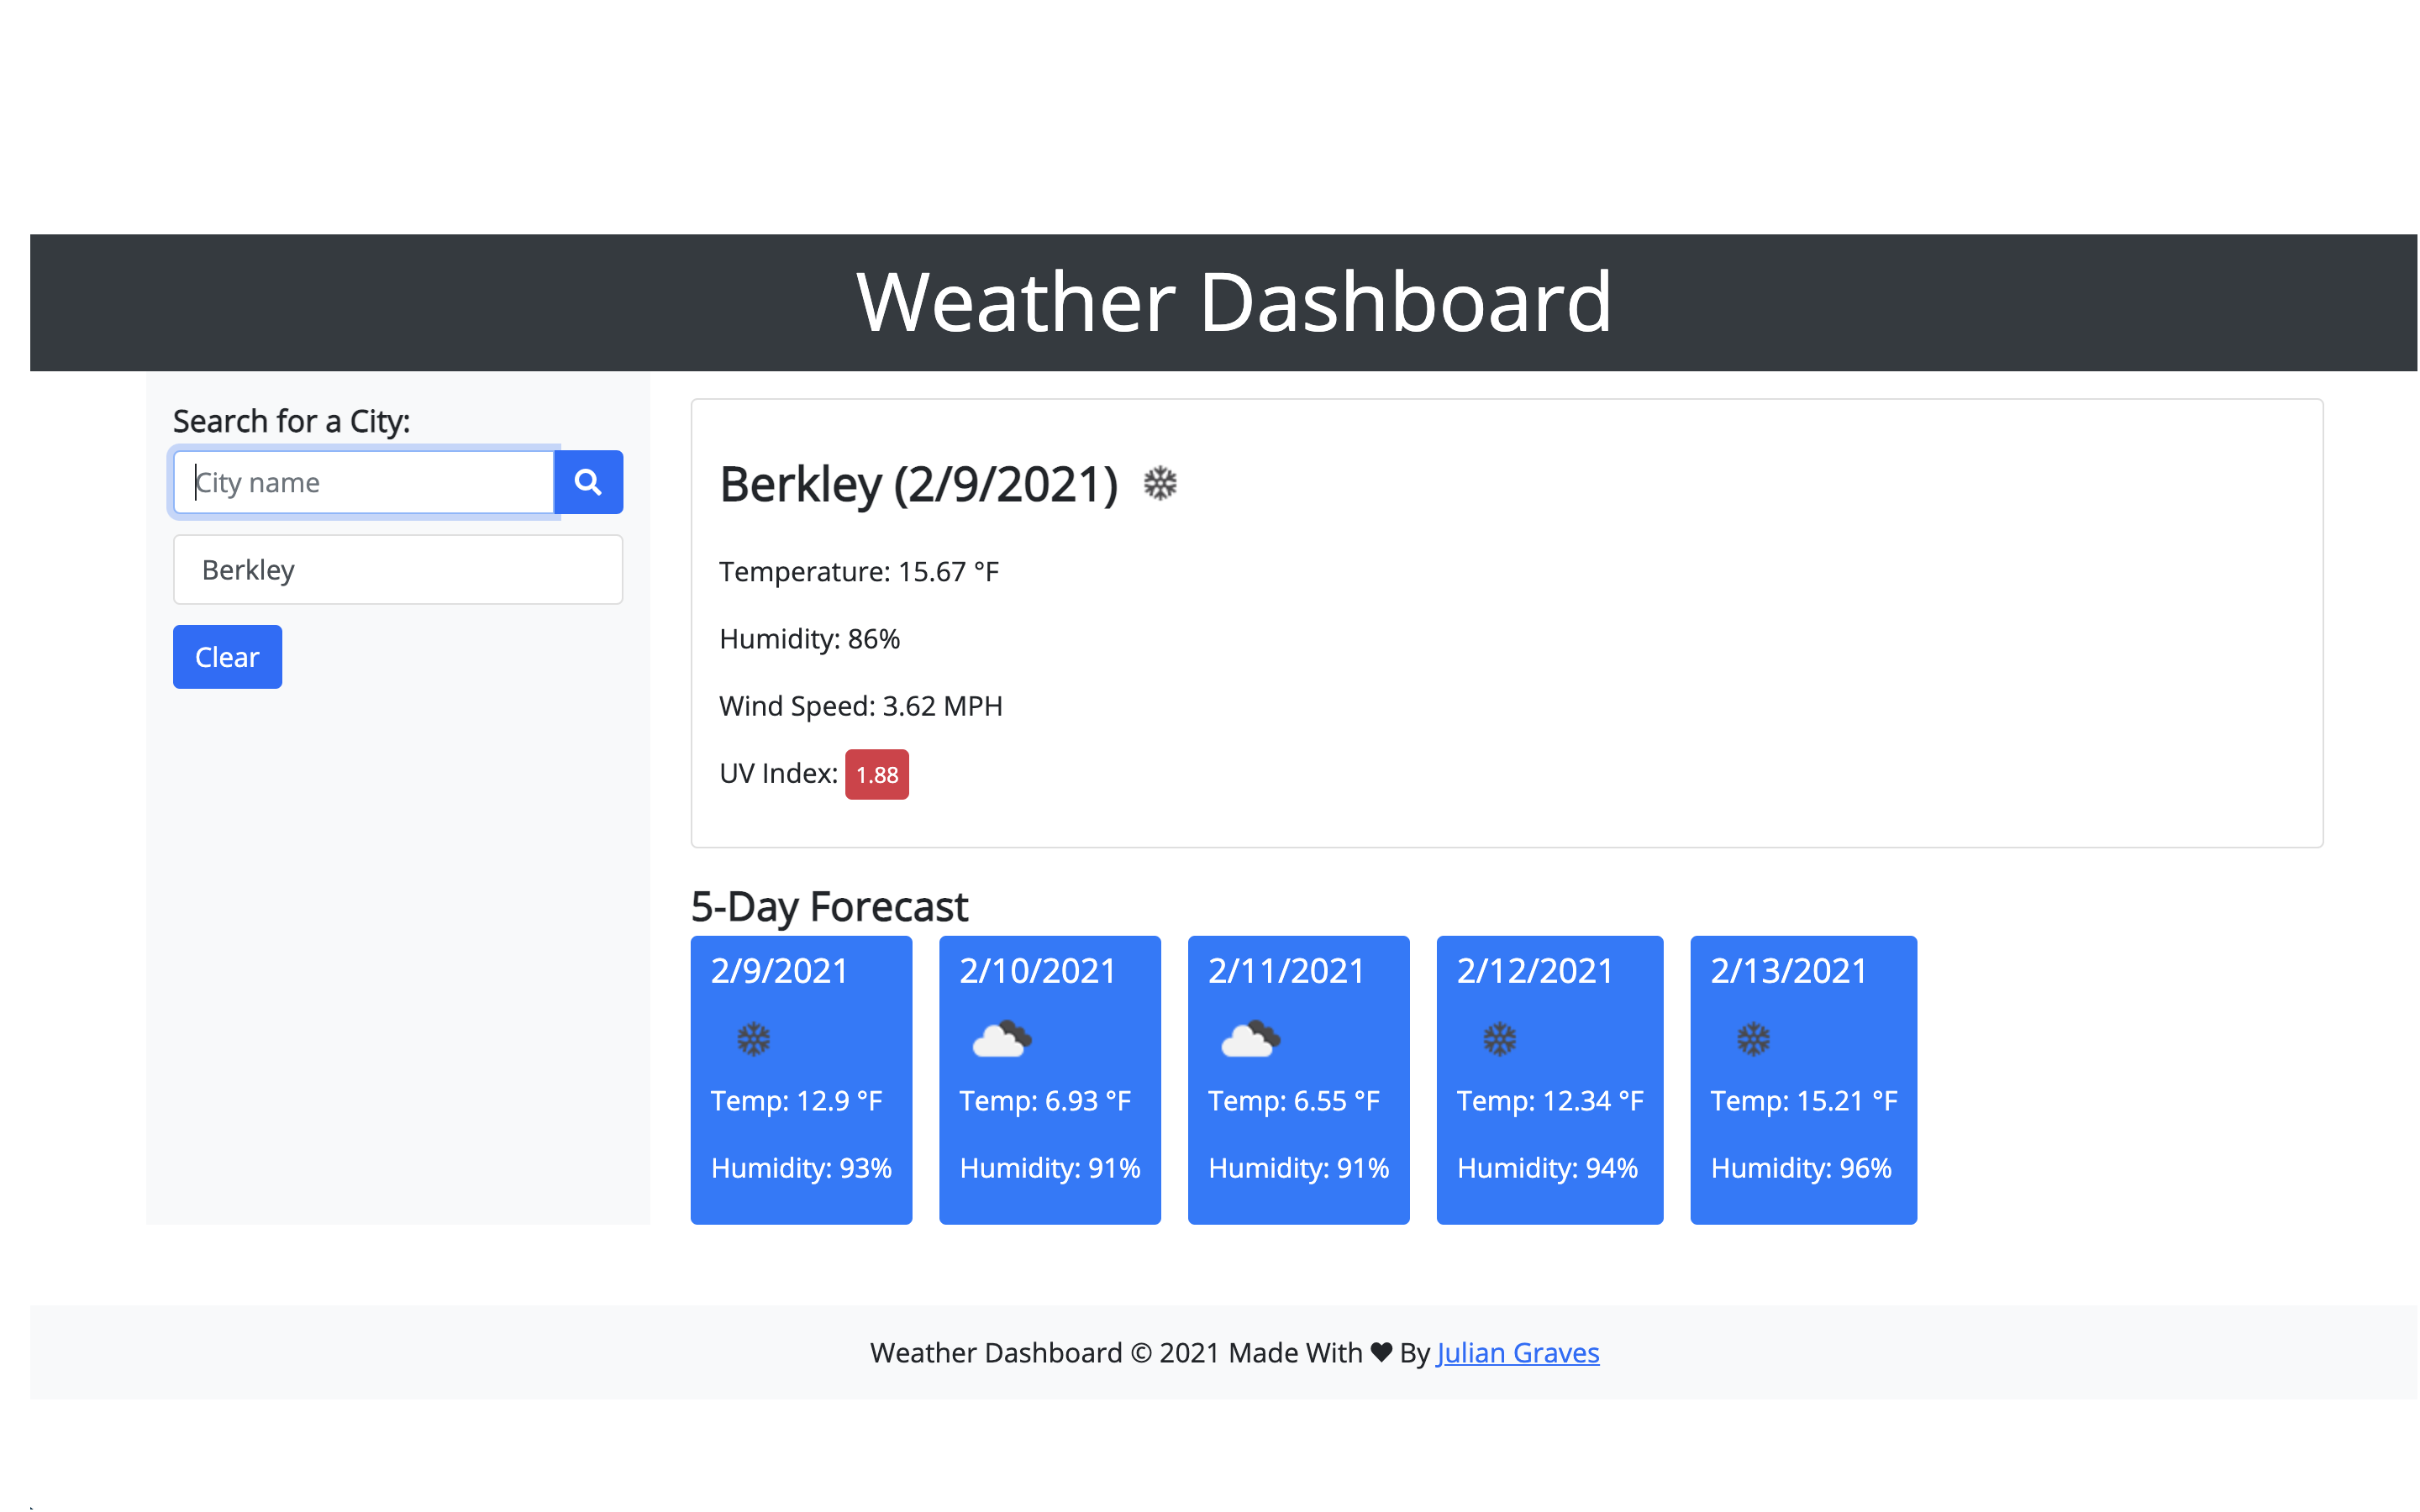 Weather Dashboard
Search for a City:
City name
Berkley
Clear
Berkley (2/9/2021)
Temperature: 15.67 °F
Humidity: 86%
Wind Speed: 3.62 MPH
UV Index: 1.88
5-Day Forecast
2/9/2021
Temp: 12.9 °F
Humidity: 93%
2/10/2021
Temp: 6.93 °F
Humidity: 91%
2/11/2021
Temp: 6.55 °F
Humidity: 91%
2/12/2021
Temp: 12.34 °F
Humidity: 94%
2/13/2021
Temp: 15.21 °F
Humidity: 96%
Weather Dashboard © 2021 Made With ♥ By Julian Graves